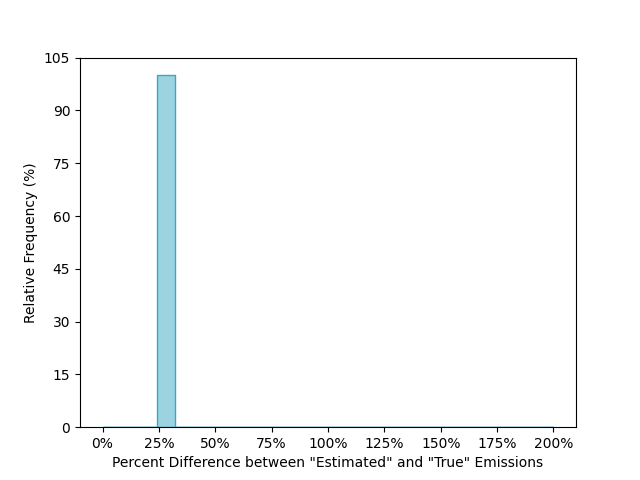 105
90
75
60
45
30
15
0
Relative Frequency (%)
0% 25% 50% 75% 100% 125% 150% 175% 200%
Percent Difference between "Estimated" and "True" Emissions